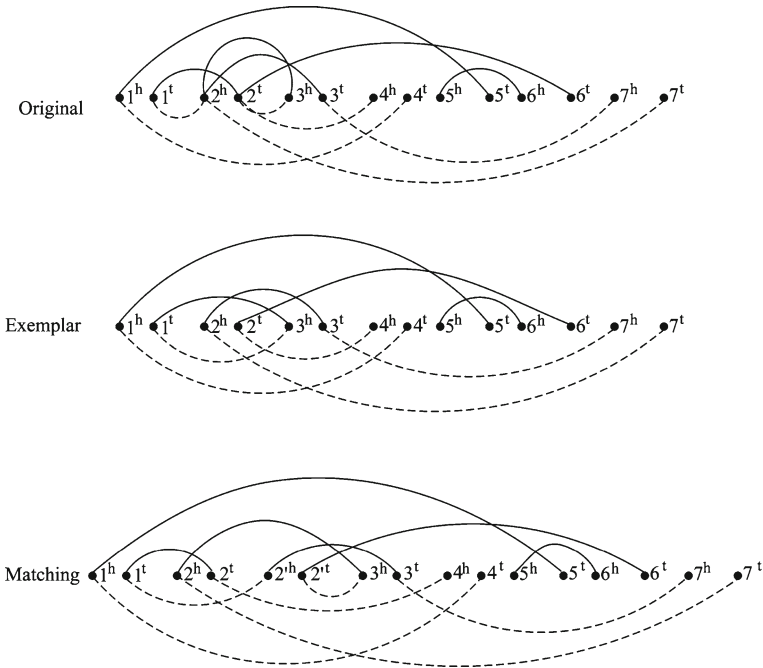 Original 1ʰ 1ᵗ 2ʰ 2ᵗ 3ʰ 3ᵗ 4ʰ 4ᵗ 5ʰ 5ᵗ 6ʰ 6ᵗ 7ʰ 7ᵗ
Exemplar 1ʰ 1ᵗ 2ʰ 2ᵗ 3ʰ 3ᵗ 4ʰ 4ᵗ 5ʰ 5ᵗ 6ʰ 6ᵗ 7ʰ 7ᵗ
Matching 1ʰ 1ᵗ 2ʰ 2ᵗ 2'ʰ 2'ᵗ 3ʰ 3ᵗ 4ʰ 4ᵗ 5ʰ 5ᵗ 6ʰ 6ᵗ 7ʰ 7ᵗ